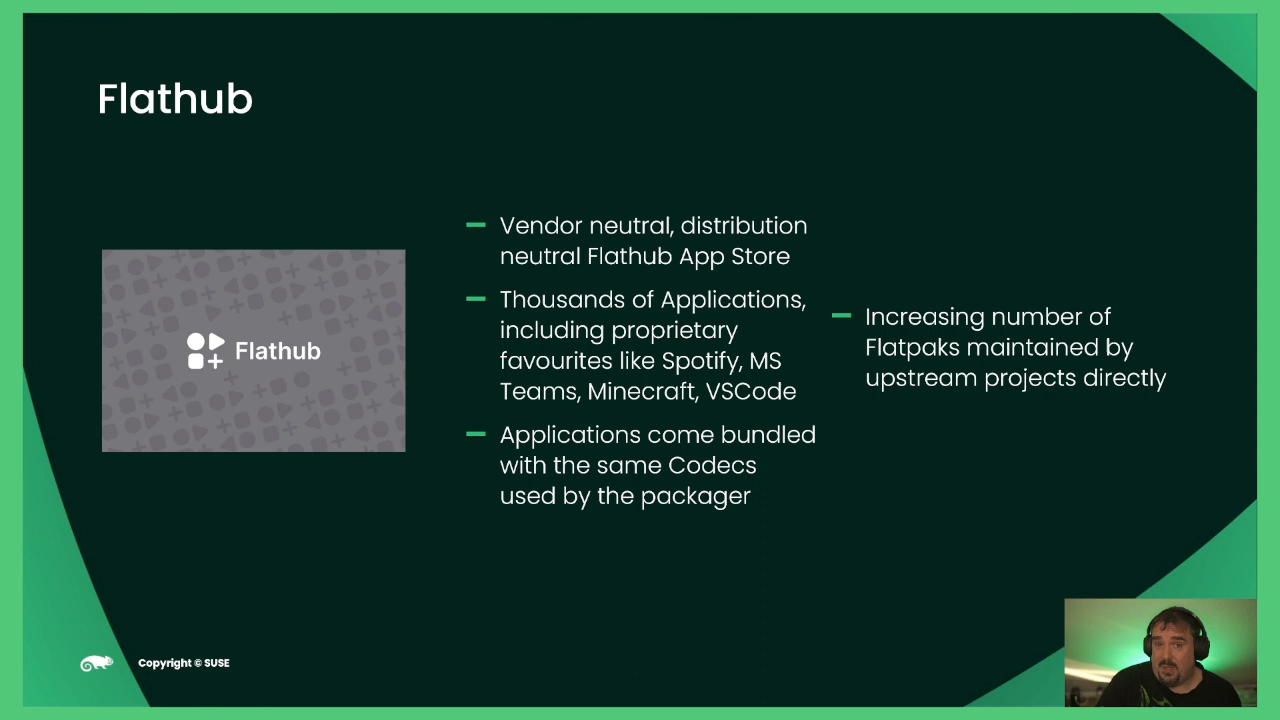 Flathub
Flathub
Vendor neutral, distribution
neutral Flathub App Store
Thousands of Applications,
including proprietary
favourites like Spotify, MS
Teams, Minecraft, VSCode
Applications come bundled
with the same Codecs
used by the packager
Increasing number of
Flatpaks maintained by
upstream projects directly
Copyright © SUSE